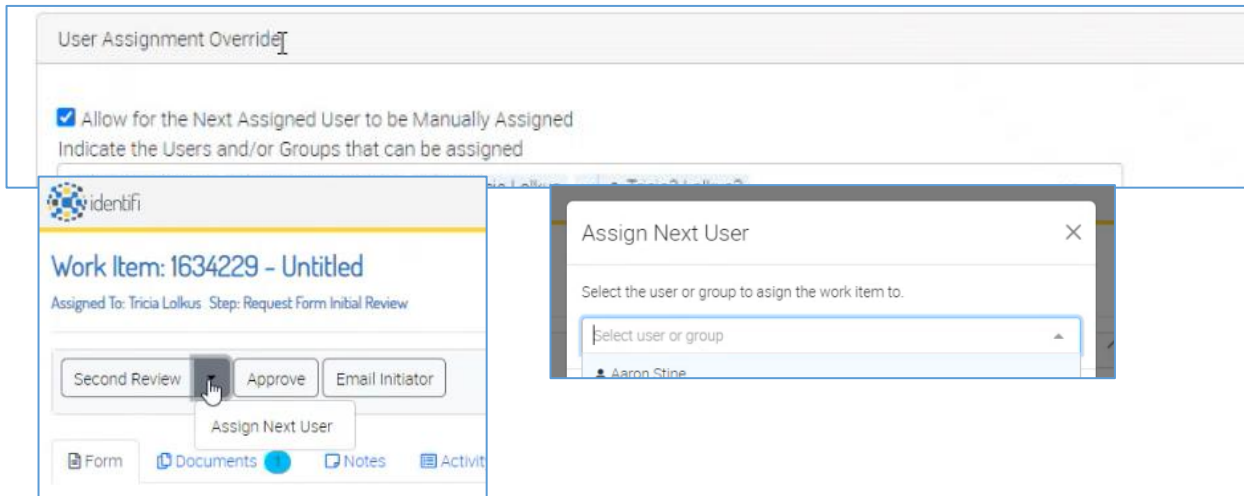 User Assignment Override
Allow for the Next Assigned User to be Manually Assigned
Indicate the Users and/or Groups that can be assigned
identifi
Work Item: 1634229 - Untitled
Assigned To: Tricia Lolkus Step: Request Form Initial Review
Second Review Approve Email Initiator
Assign Next User
Form Documents 1 Notes Activit
Assign Next User
Select the user or group to asign the work item to.
Select user or group
Aaron Stine